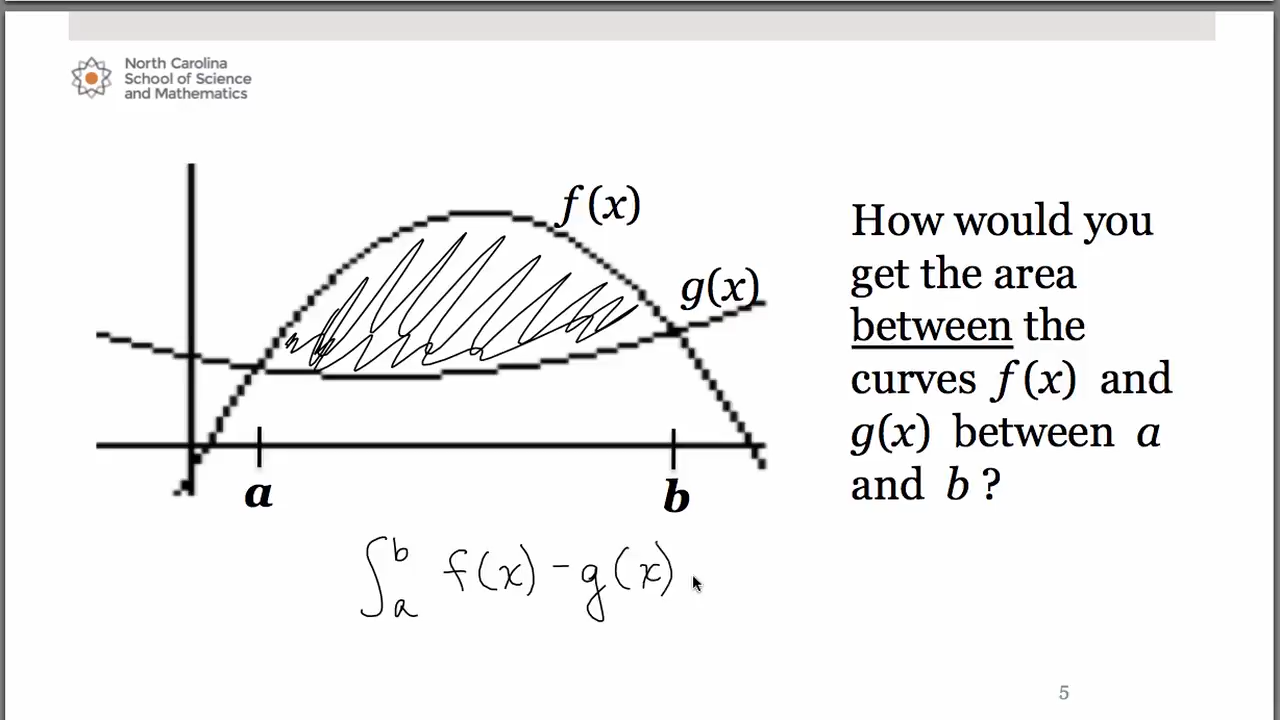 North Carolina
School of Science
and Mathematics
f(x)
g(x)
How would you
get the area
between the
curves f(x) and
g(x) between a
and b ?
a
b
∫_a^b f(x) - g(x)
5